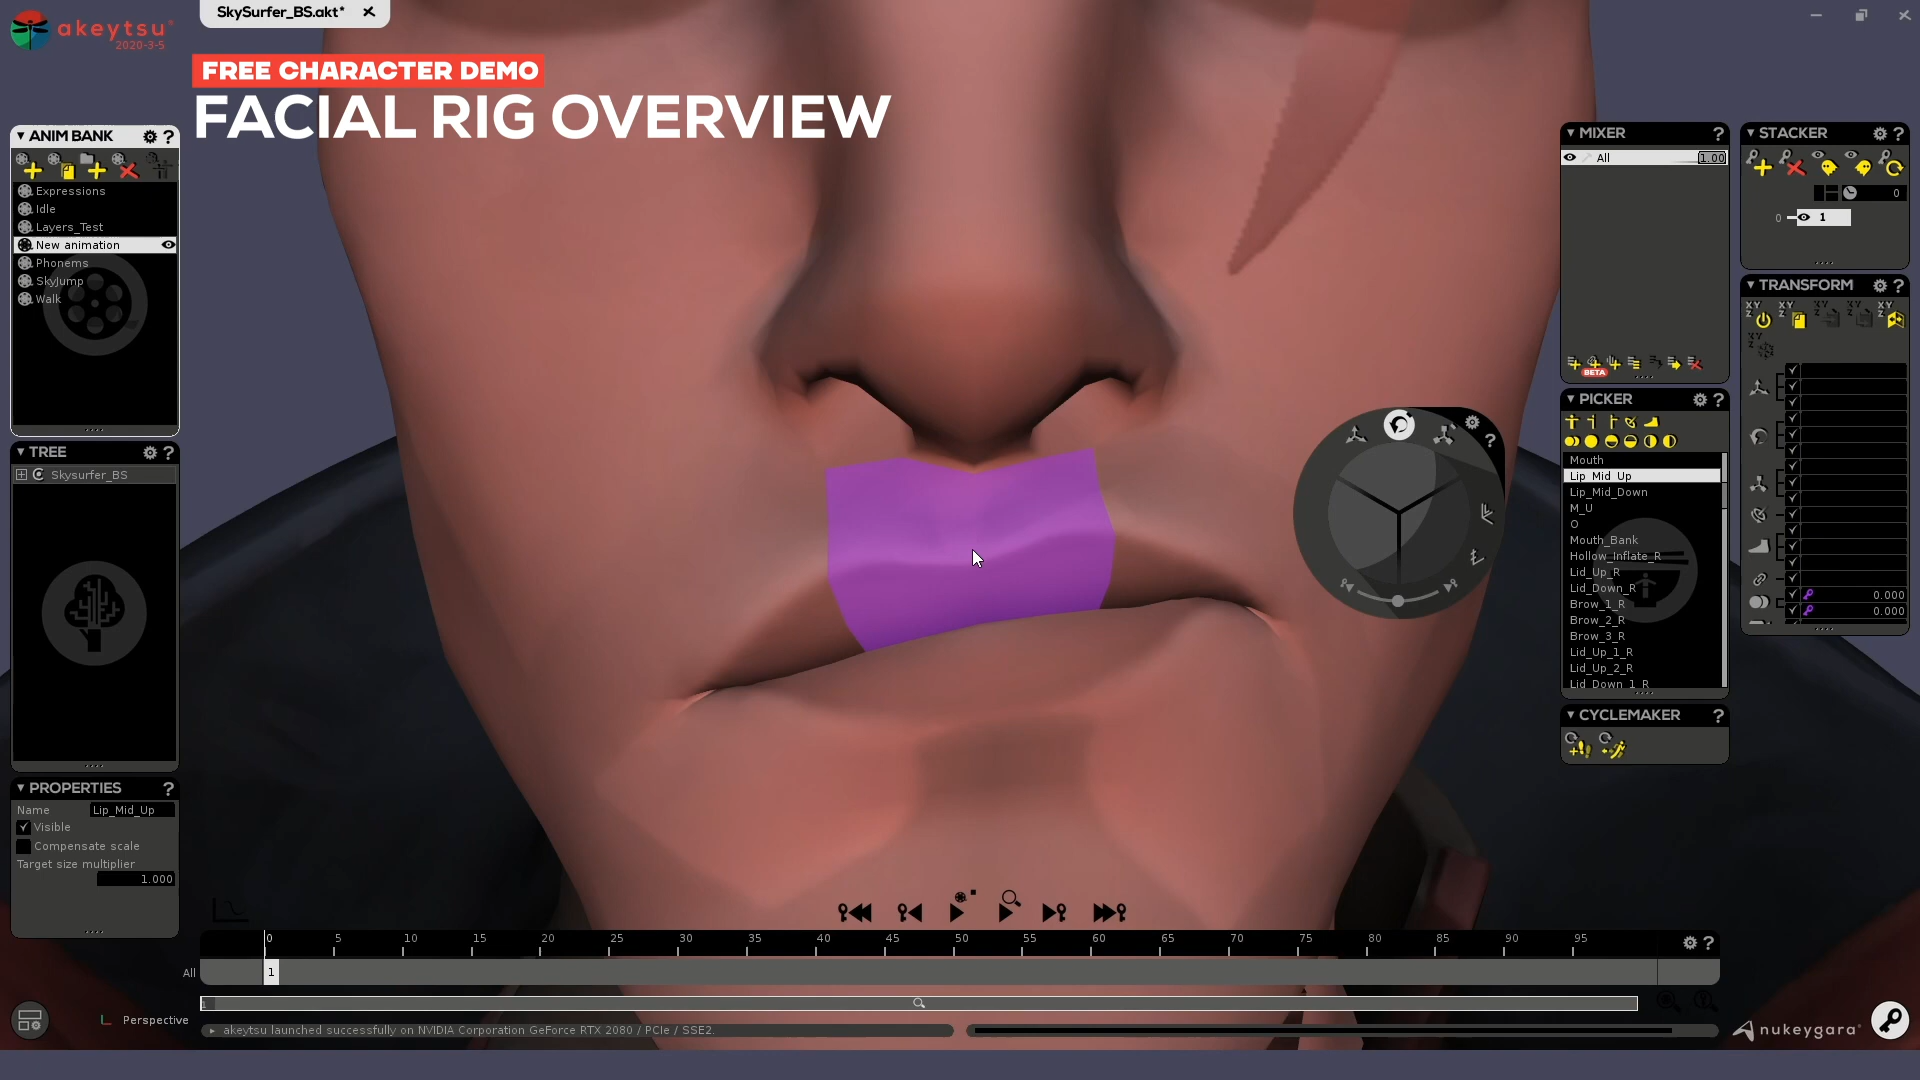 SkySurfer_BS.akt*
akeytsu
2020-3-5
FREE CHARACTER DEMO
FACIAL RIG OVERVIEW
ANIM BANK
Expressions
Idle
Layers_Test
New animation
Phonems
SkyJump
Walk
TREE
Skysurfer_BS
PROPERTIES
Name Lip_Mid_Up
Visible
Compensate scale
Target size multiplier
1.000
MIXER
All 1.00
BETA
STACKER
0
0 1
TRANSFORM
0.000
0.000
PICKER
Mouth
Lip_Mid_Up
Lip_Mid_Down
M_U
O
Mouth_Bank
Hollow_Inflate_R
Lid_Up_R
Lid_Down_R
Brow_1_R
Brow_2_R
Brow_3_R
Lid_Up_1_R
Lid_Up_2_R
Lid_Down_1_R
CYCLEMAKER
0 5 10 15 20 25 30 35 40 45 50 55 60 65 70 75 80 85 90 95
All 1
Perspective
akeytsu launched successfully on NVIDIA Corporation GeForce RTX 2080 / PCIe / SSE2.
nukeygara